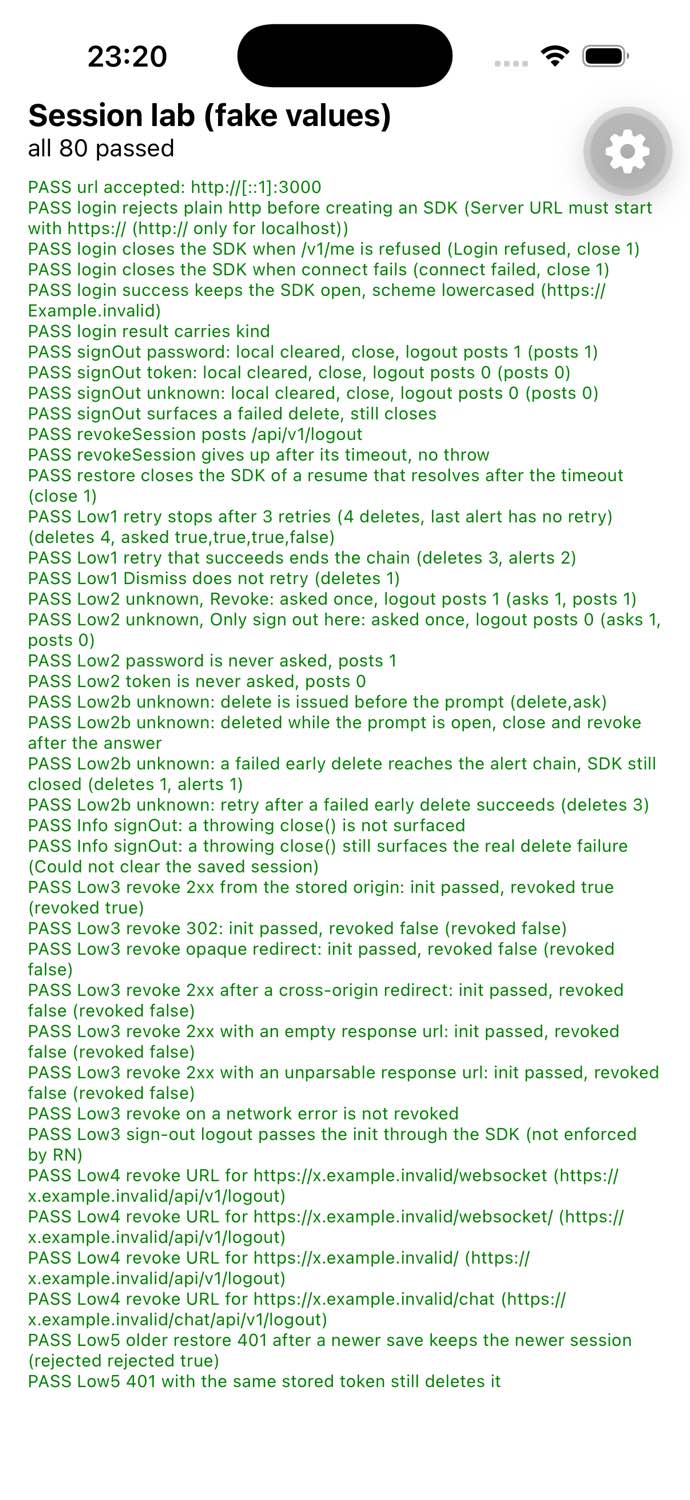 23:20
Session lab (fake values)
all 80 passed
PASS url accepted: http://[::1]:3000
PASS login rejects plain http before creating an SDK (Server URL must start
with https:// (http:// only for localhost))
PASS login closes the SDK when /v1/me is refused (Login refused, close 1)
PASS login closes the SDK when connect fails (connect failed, close 1)
PASS login success keeps the SDK open, scheme lowercased (https://
Example.invalid)
PASS login result carries kind
PASS signOut password: local cleared, close, logout posts 1 (posts 1)
PASS signOut token: local cleared, close, logout posts 0 (posts 0)
PASS signOut unknown: local cleared, close, logout posts 0 (posts 0)
PASS signOut surfaces a failed delete, still closes
PASS revokeSession posts /api/v1/logout
PASS revokeSession gives up after its timeout, no throw
PASS restore closes the SDK of a resume that resolves after the timeout
(close 1)
PASS Low1 retry stops after 3 retries (4 deletes, last alert has no retry)
(deletes 4, asked true,true,true,false)
PASS Low1 retry that succeeds ends the chain (deletes 3, alerts 2)
PASS Low1 Dismiss does not retry (deletes 1)
PASS Low2 unknown, Revoke: asked once, logout posts 1 (asks 1, posts 1)
PASS Low2 unknown, Only sign out here: asked once, logout posts 0 (asks 1,
posts 0)
PASS Low2 password is never asked, posts 1
PASS Low2 token is never asked, posts 0
PASS Low2b unknown: delete is issued before the prompt (delete,ask)
PASS Low2b unknown: deleted while the prompt is open, close and revoke
after the answer
PASS Low2b unknown: a failed early delete reaches the alert chain, SDK still
closed (deletes 1, alerts 1)
PASS Low2b unknown: retry after a failed early delete succeeds (deletes 3)
PASS Info signOut: a throwing close() is not surfaced
PASS Info signOut: a throwing close() still surfaces the real delete failure
(Could not clear the saved session)
PASS Low3 revoke 2xx from the stored origin: init passed, revoked true
(revoked true)
PASS Low3 revoke 302: init passed, revoked false (revoked false)
PASS Low3 revoke opaque redirect: init passed, revoked false (revoked
false)
PASS Low3 revoke 2xx after a cross-origin redirect: init passed, revoked
false (revoked false)
PASS Low3 revoke 2xx with an empty response url: init passed, revoked
false (revoked false)
PASS Low3 revoke 2xx with an unparsable response url: init passed, revoked
false (revoked false)
PASS Low3 revoke on a network error is not revoked
PASS Low3 sign-out logout passes the init through the SDK (not enforced
by RN)
PASS Low4 revoke URL for https://x.example.invalid/websocket (https://
x.example.invalid/api/v1/logout)
PASS Low4 revoke URL for https://x.example.invalid/websocket/ (https://
x.example.invalid/api/v1/logout)
PASS Low4 revoke URL for https://x.example.invalid/ (https://
x.example.invalid/api/v1/logout)
PASS Low4 revoke URL for https://x.example.invalid/chat (https://
x.example.invalid/chat/api/v1/logout)
PASS Low5 older restore 401 after a newer save keeps the newer session
(rejected rejected true)
PASS Low5 401 with the same stored token still deletes it